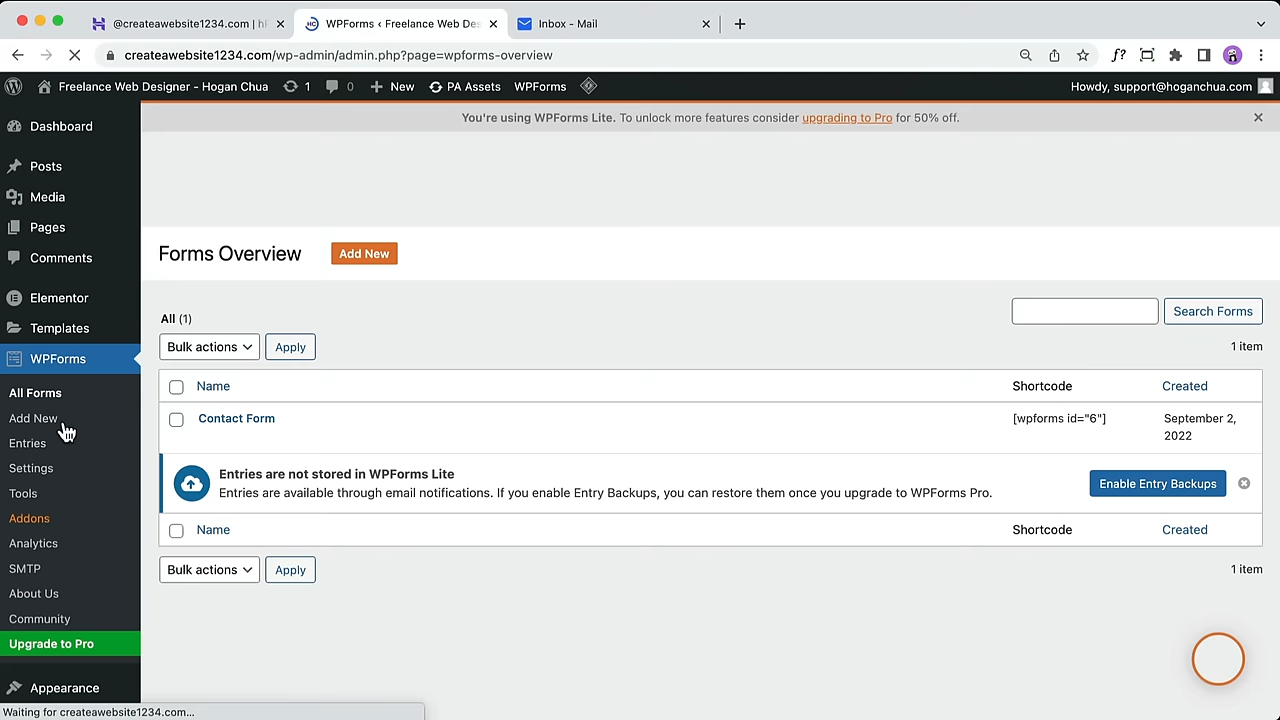 @createawebsite1234.com | h
WPForms ‹ Freelance Web Des
Inbox - Mail
createawebsite1234.com/wp-admin/admin.php?page=wpforms-overview
f?
Freelance Web Designer - Hogan Chua
1
0
New
PA Assets
WPForms
Howdy, support@hoganchua.com
You're using WPForms Lite. To unlock more features consider upgrading to Pro for 50% off.
Dashboard
Posts
Media
Pages
Comments
Elementor
Templates
WPForms
All Forms
Add New
Entries
Settings
Tools
Addons
Analytics
SMTP
About Us
Community
Upgrade to Pro
Appearance
Forms Overview
Add New
All (1)
Search Forms
Bulk actions
Apply
1 item
Name
Shortcode
Created
Contact Form
[wpforms id="6"]
September 2,
2022
Entries are not stored in WPForms Lite
Entries are available through email notifications. If you enable Entry Backups, you can restore them once you upgrade to WPForms Pro.
Enable Entry Backups
Name
Shortcode
Created
Bulk actions
Apply
1 item
Waiting for createawebsite1234.com...